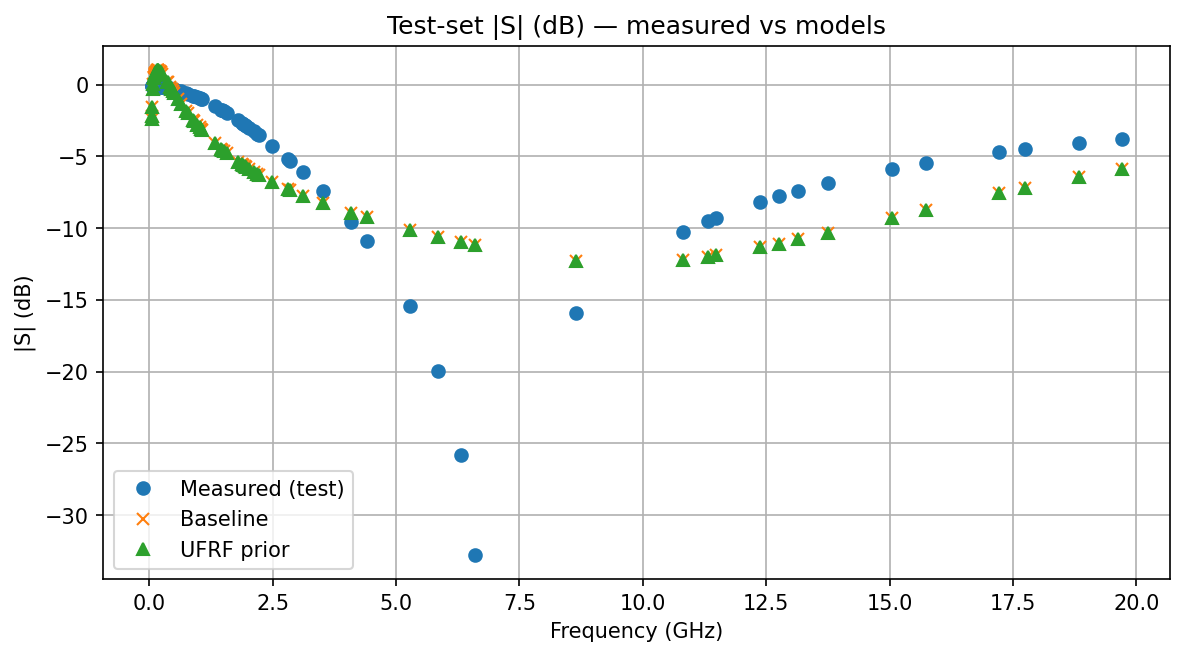 Test-set |S| (dB) — measured vs models
|S| (dB)
0
−5
−10
−15
−20
−25
−30
Measured (test)
Baseline
UFRF prior
0.0 2.5 5.0 7.5 10.0 12.5 15.0 17.5 20.0
Frequency (GHz)